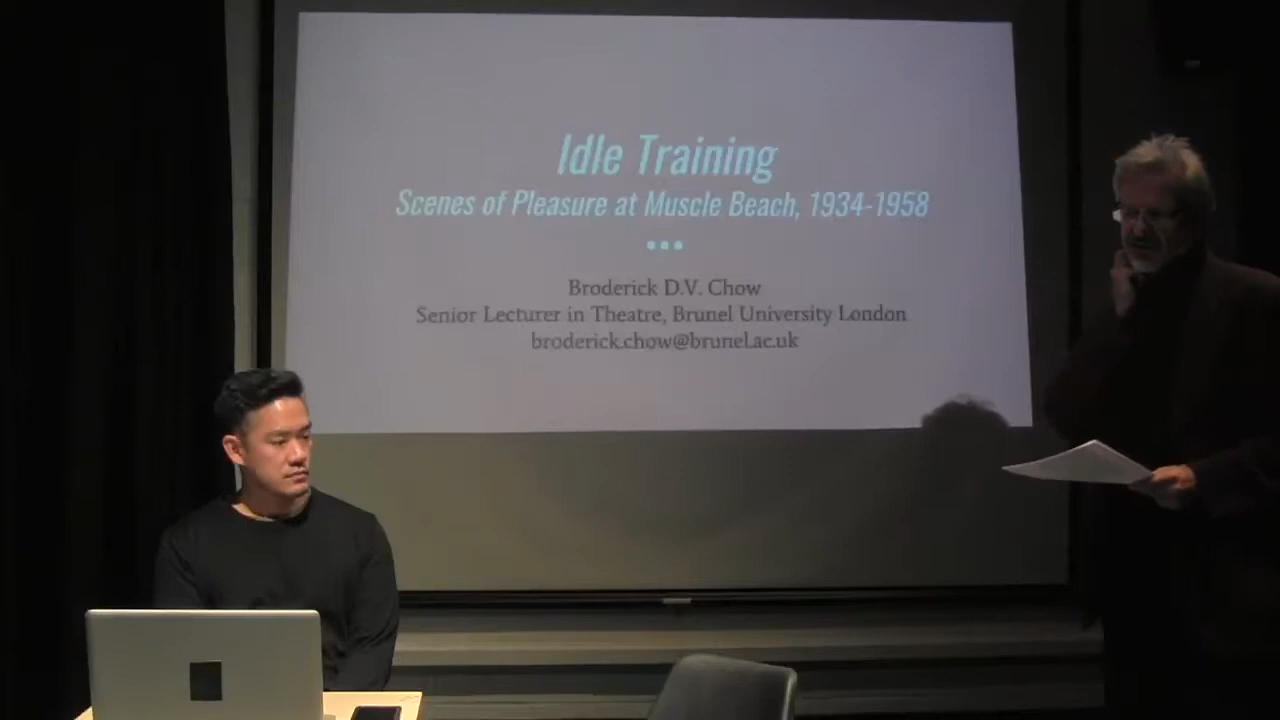 Idle Training
Scenes of Pleasure at Muscle Beach, 1934-1958
Broderick D.V. Chow
Senior Lecturer in Theatre, Brunel University London
broderick.chow@brunel.ac.uk